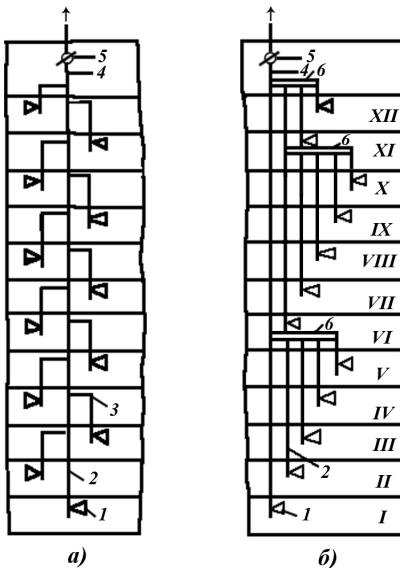 5 5
4 4 6
XII
6 XI
X
IX
VIII
VII
6 VI
V
3 IV
III
2 2 II
1 1 I
а) б)